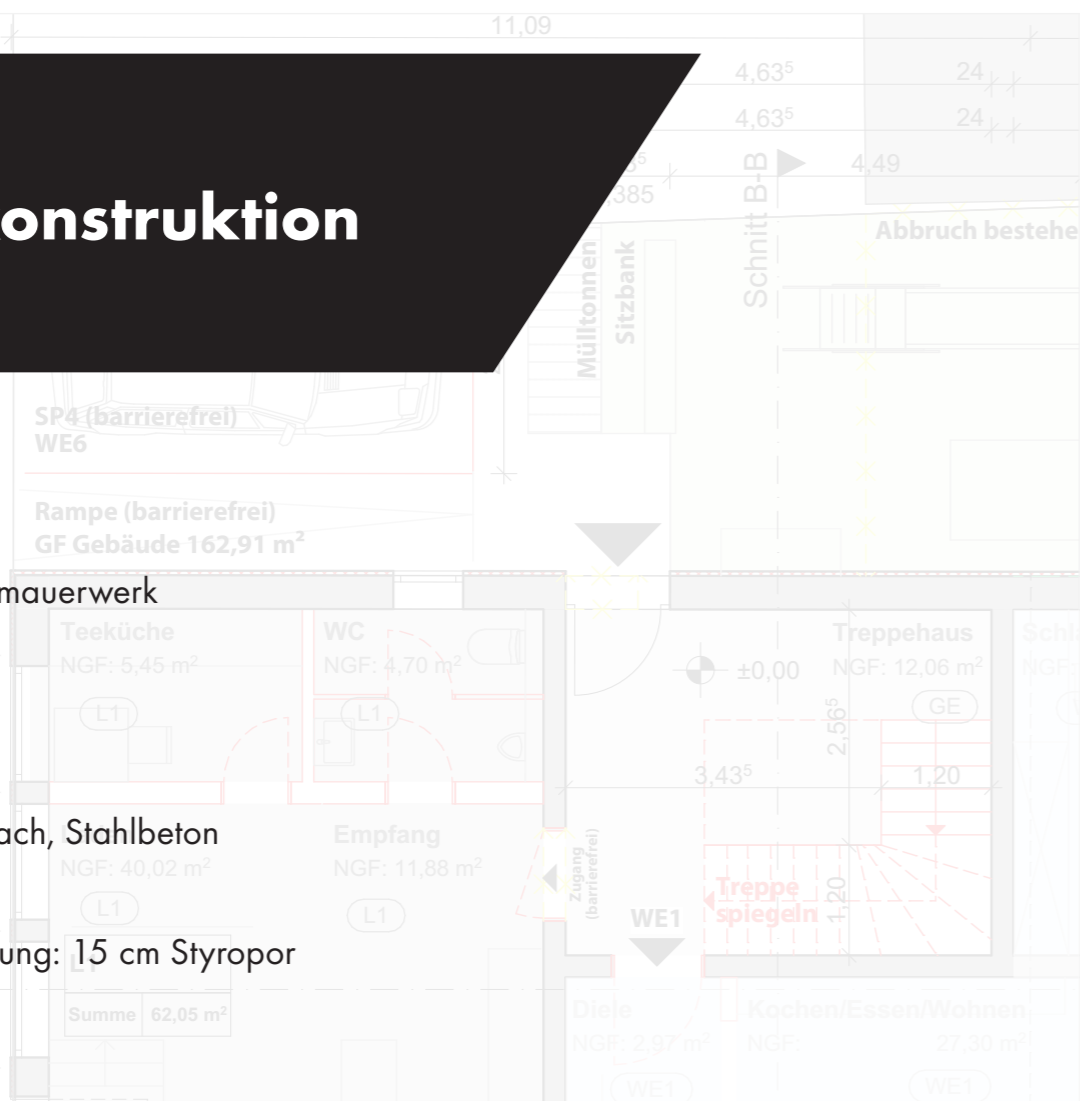 11,09
4,63⁵
24
4,63⁵
24
4,49
385
onstruktion
Schnitt B-B
Abbruch bestehe
Mülltonnen
Sitzbank
SP4 (barrierefrei)
WE6
Rampe (barrierefrei)
GF Gebäude 162,91 m²
mauerwerk
Teeküche
NGF: 5,45 m²
L1
WC
NGF: 4,70 m²
L1
±0,00
Treppehaus
NGF: 12,06 m²
GE
2,56⁵
3,43⁵
1,20
ach, Stahlbeton
NGF: 40,02 m²
L1
Empfang
NGF: 11,88 m²
L1
Zugang
(barrierefrei)
WE1
Treppe
spiegeln
1,20
ung: 15 cm Styropor
L1
Summe 62,05 m²
Diele
NGF: 2,97 m²
WE1
Kochen/Essen/Wohnen
NGF: 27,30 m²
WE1